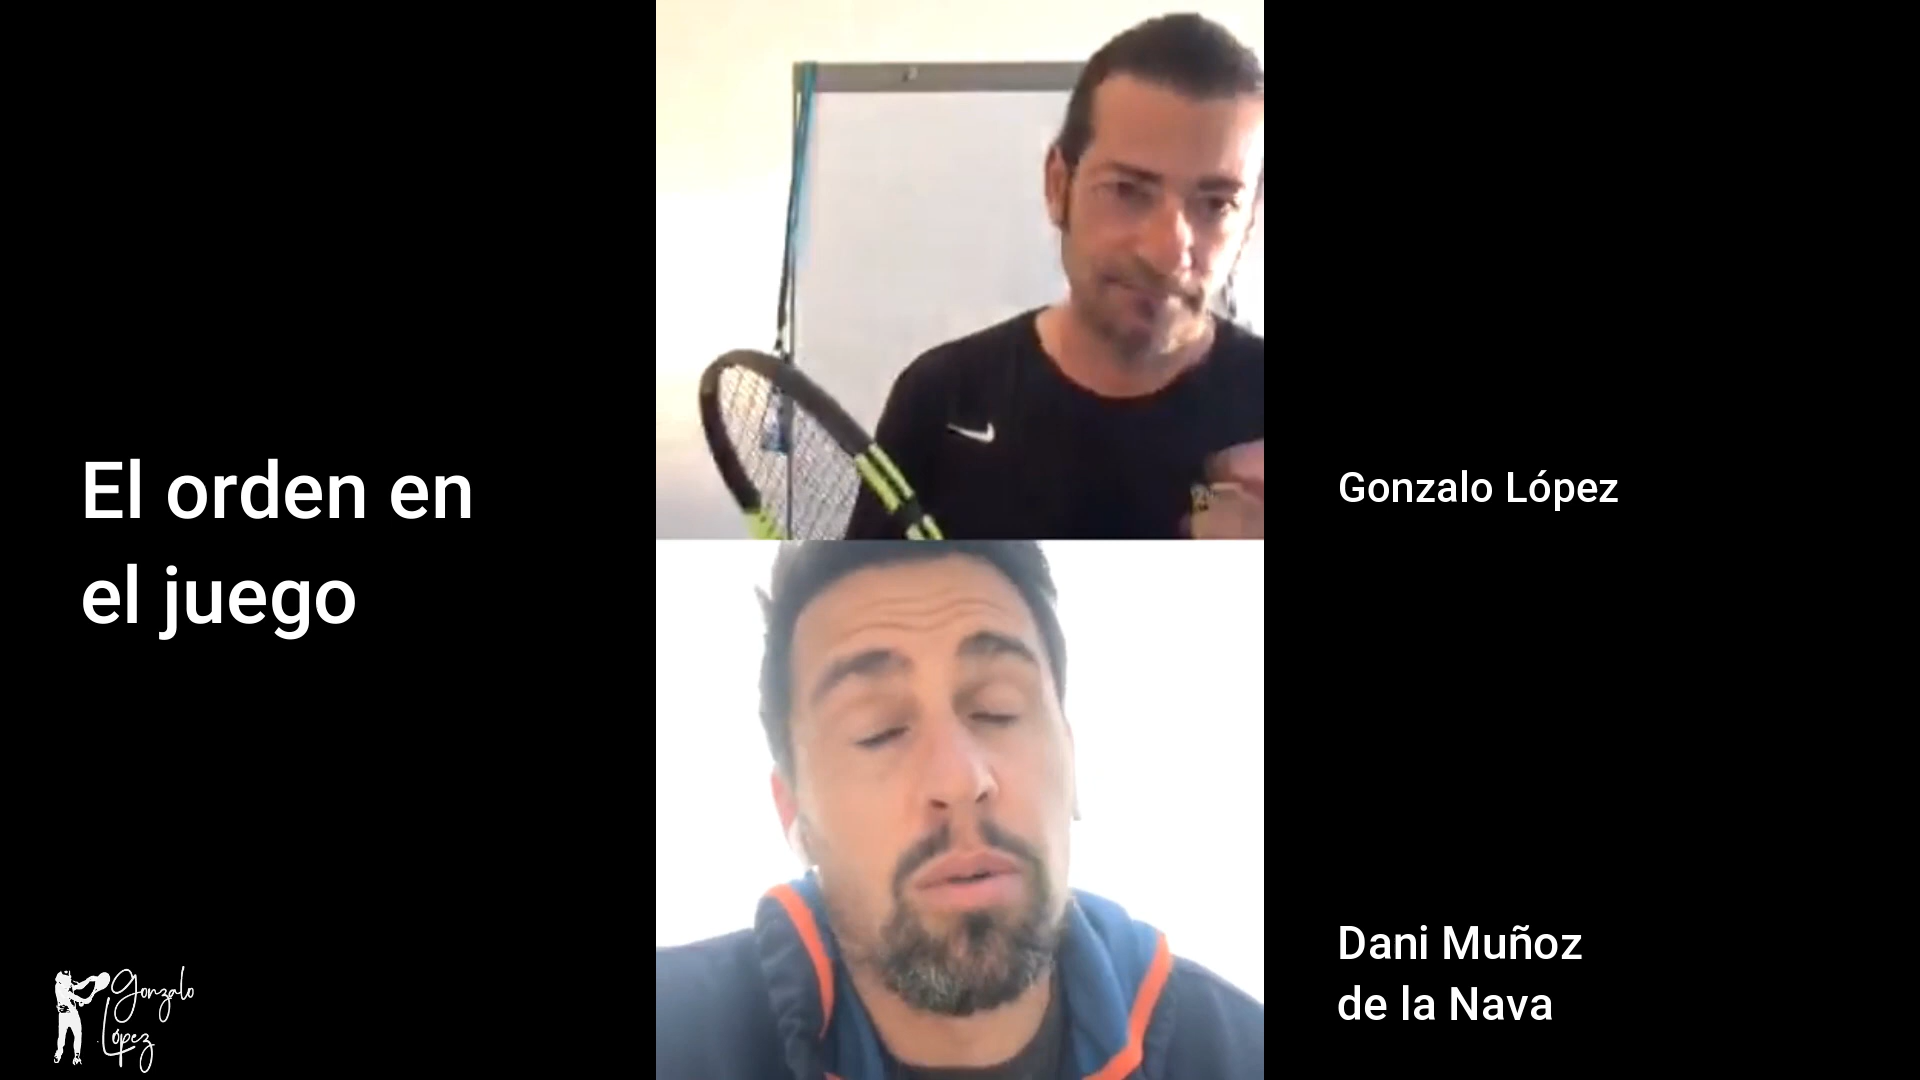 El orden en
el juego
Gonzalo López
Dani Muñoz
de la Nava
Gonzalo
López